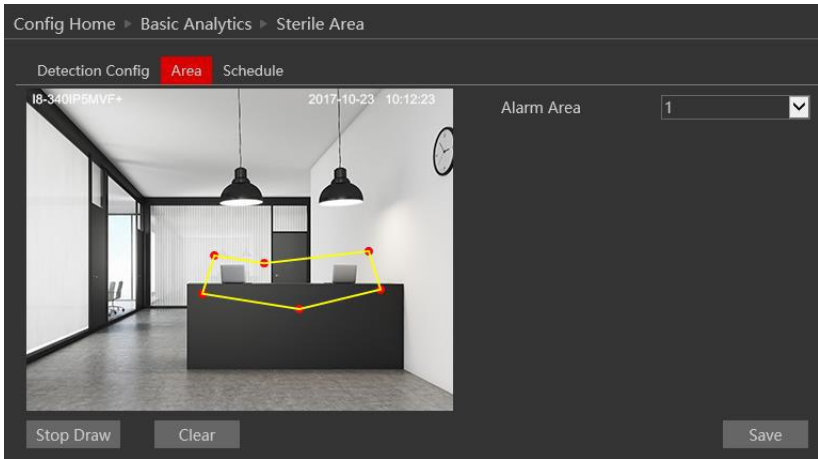 Config Home ▶ Basic Analytics ▶ Sterile Area
Detection Config Area Schedule
I8-340IP5MVF+ 2017-10-23 10:12:23
Alarm Area 1
Stop Draw Clear Save